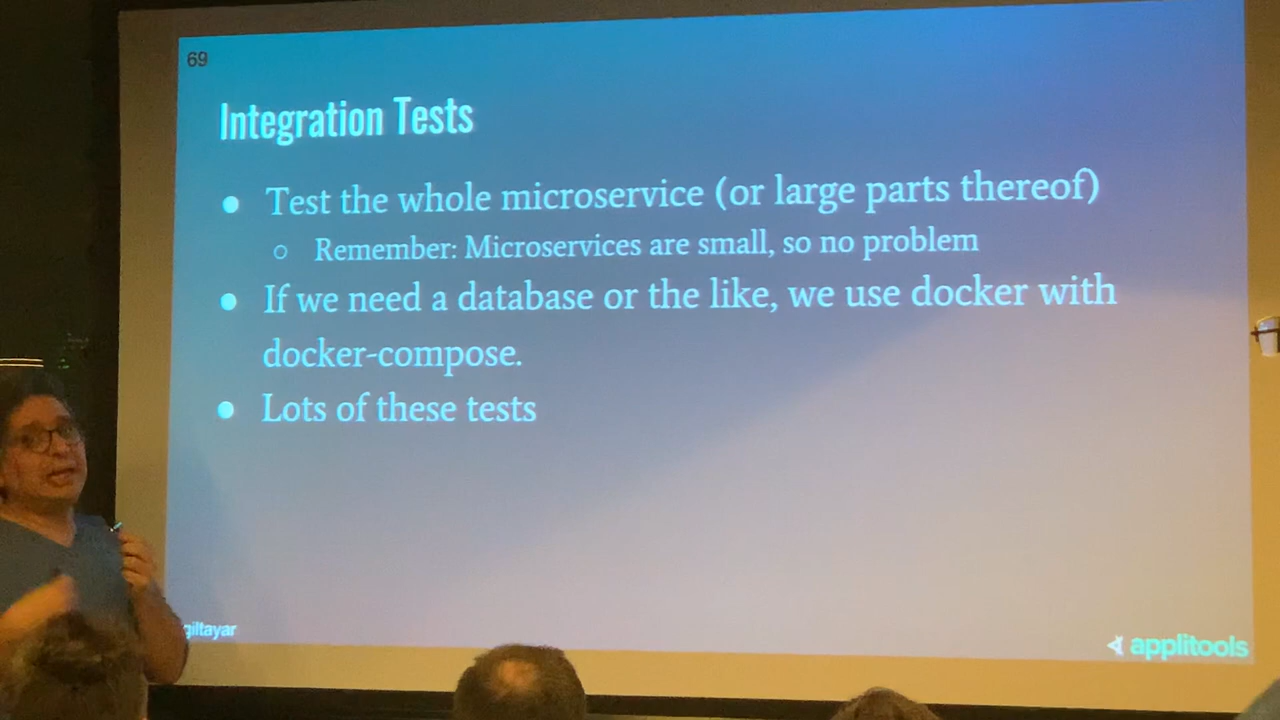 69
Integration Tests
● Test the whole microservice (or large parts thereof)
○ Remember: Microservices are small, so no problem
● If we need a database or the like, we use docker with
docker-compose.
● Lots of these tests
giltayar
applitools